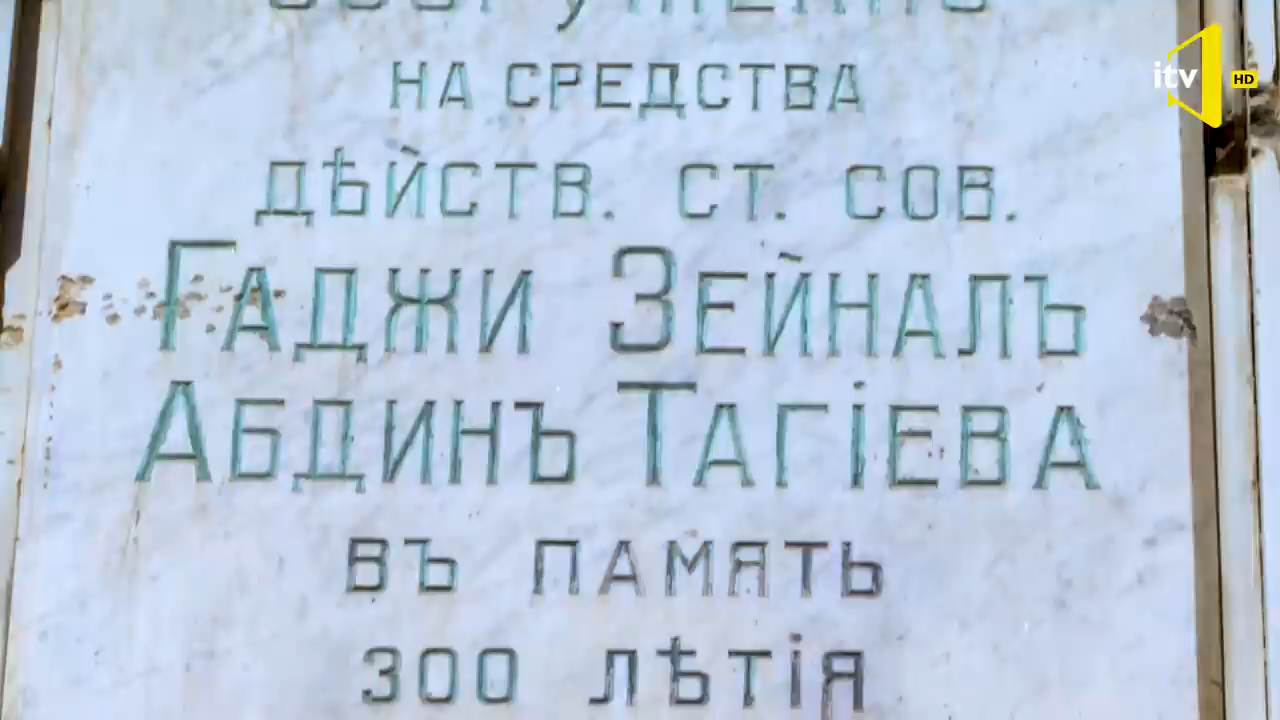 НА СРЕДСТВА
ДѢЙСТВ. СТ. СОВ.
ГАДЖИ ЗЕЙНАЛЪ
АБДИНЪ ТАГІЕВА
ВЪ ПАМЯТЬ
300 ЛѢТІЯ
itv HD